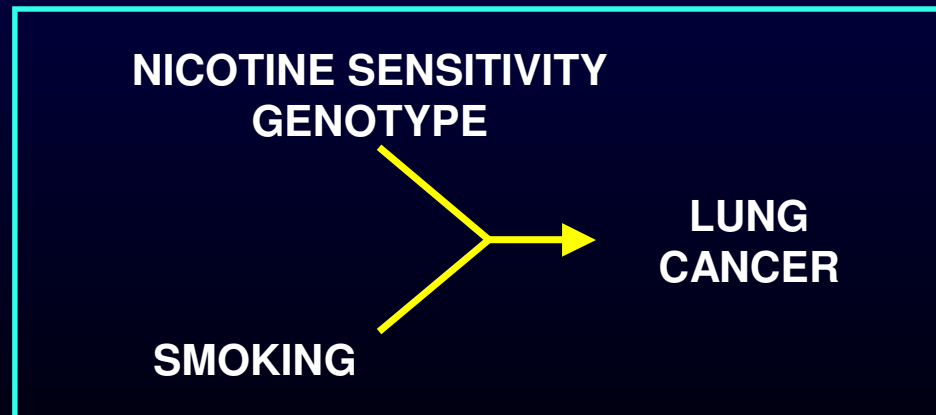 NICOTINE SENSITIVITY
GENOTYPE
LUNG
CANCER
SMOKING